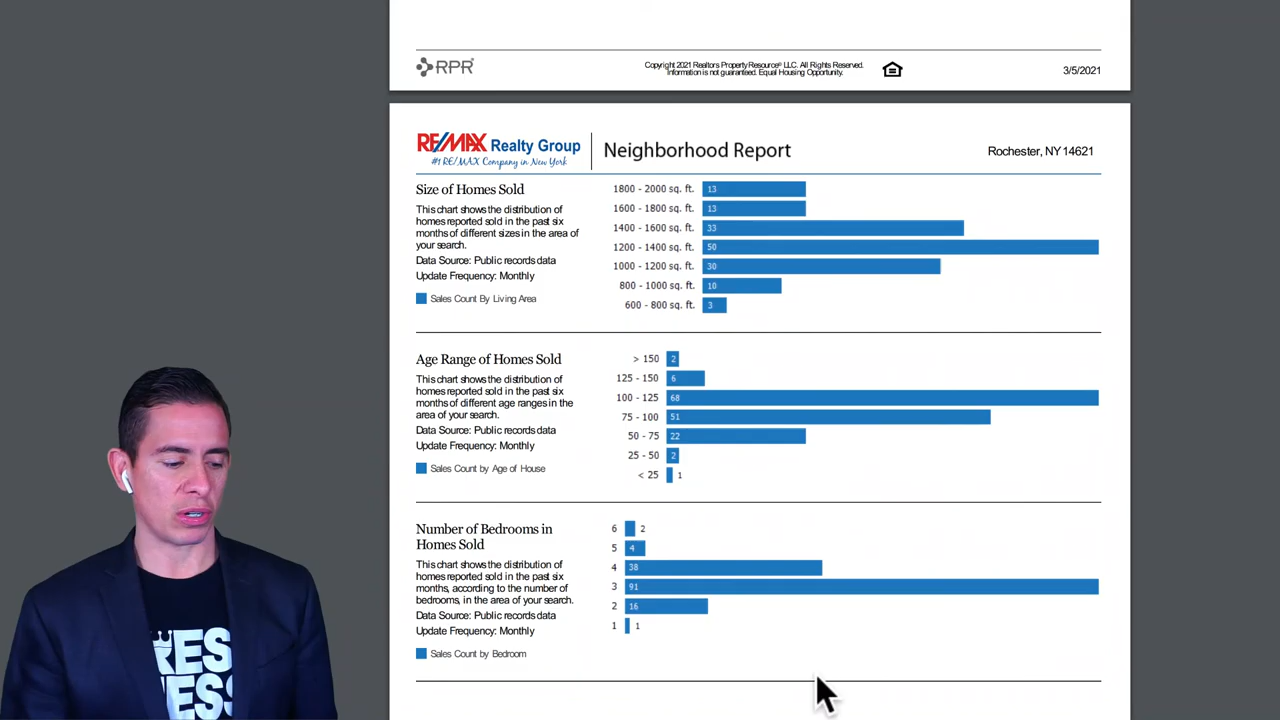 RPR
Copyright 2021 Realtors Property Resource® LLC. All Rights Reserved.
Information is not guaranteed. Equal Housing Opportunity.
3/5/2021
RE/MAX Realty Group
#1 RE/MAX Company in New York
Neighborhood Report
Rochester, NY 14621
Size of Homes Sold
This chart shows the distribution of
homes reported sold in the past six
months of different sizes in the area of
your search.
Data Source: Public records data
Update Frequency: Monthly
Sales Count By Living Area
1800 - 2000 sq. ft. 13
1600 - 1800 sq. ft. 13
1400 - 1600 sq. ft. 33
1200 - 1400 sq. ft. 50
1000 - 1200 sq. ft. 30
800 - 1000 sq. ft. 10
600 - 800 sq. ft. 3
Age Range of Homes Sold
This chart shows the distribution of
homes reported sold in the past six
months of different age ranges in the
area of your search.
Data Source: Public records data
Update Frequency: Monthly
Sales Count by Age of House
> 150 2
125 - 150 6
100 - 125 68
75 - 100 51
50 - 75 22
25 - 50 2
< 25 1
Number of Bedrooms in
Homes Sold
This chart shows the distribution of
homes reported sold in the past six
months, according to the number of
bedrooms, in the area of your search.
Data Source: Public records data
Update Frequency: Monthly
Sales Count by Bedroom
6 2
5 4
4 38
3 91
2 16
1 1